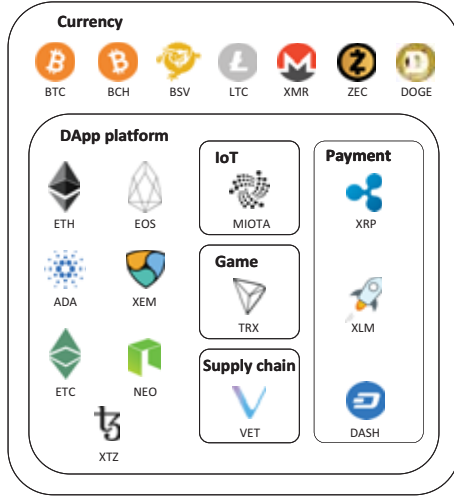 Currency
BTC BCH BSV LTC XMR ZEC DOGE
DApp platform
ETH EOS
ADA XEM
ETC NEO
XTZ
IoT
MIOTA
Game
TRX
Supply chain
VET
Payment
XRP
XLM
DASH